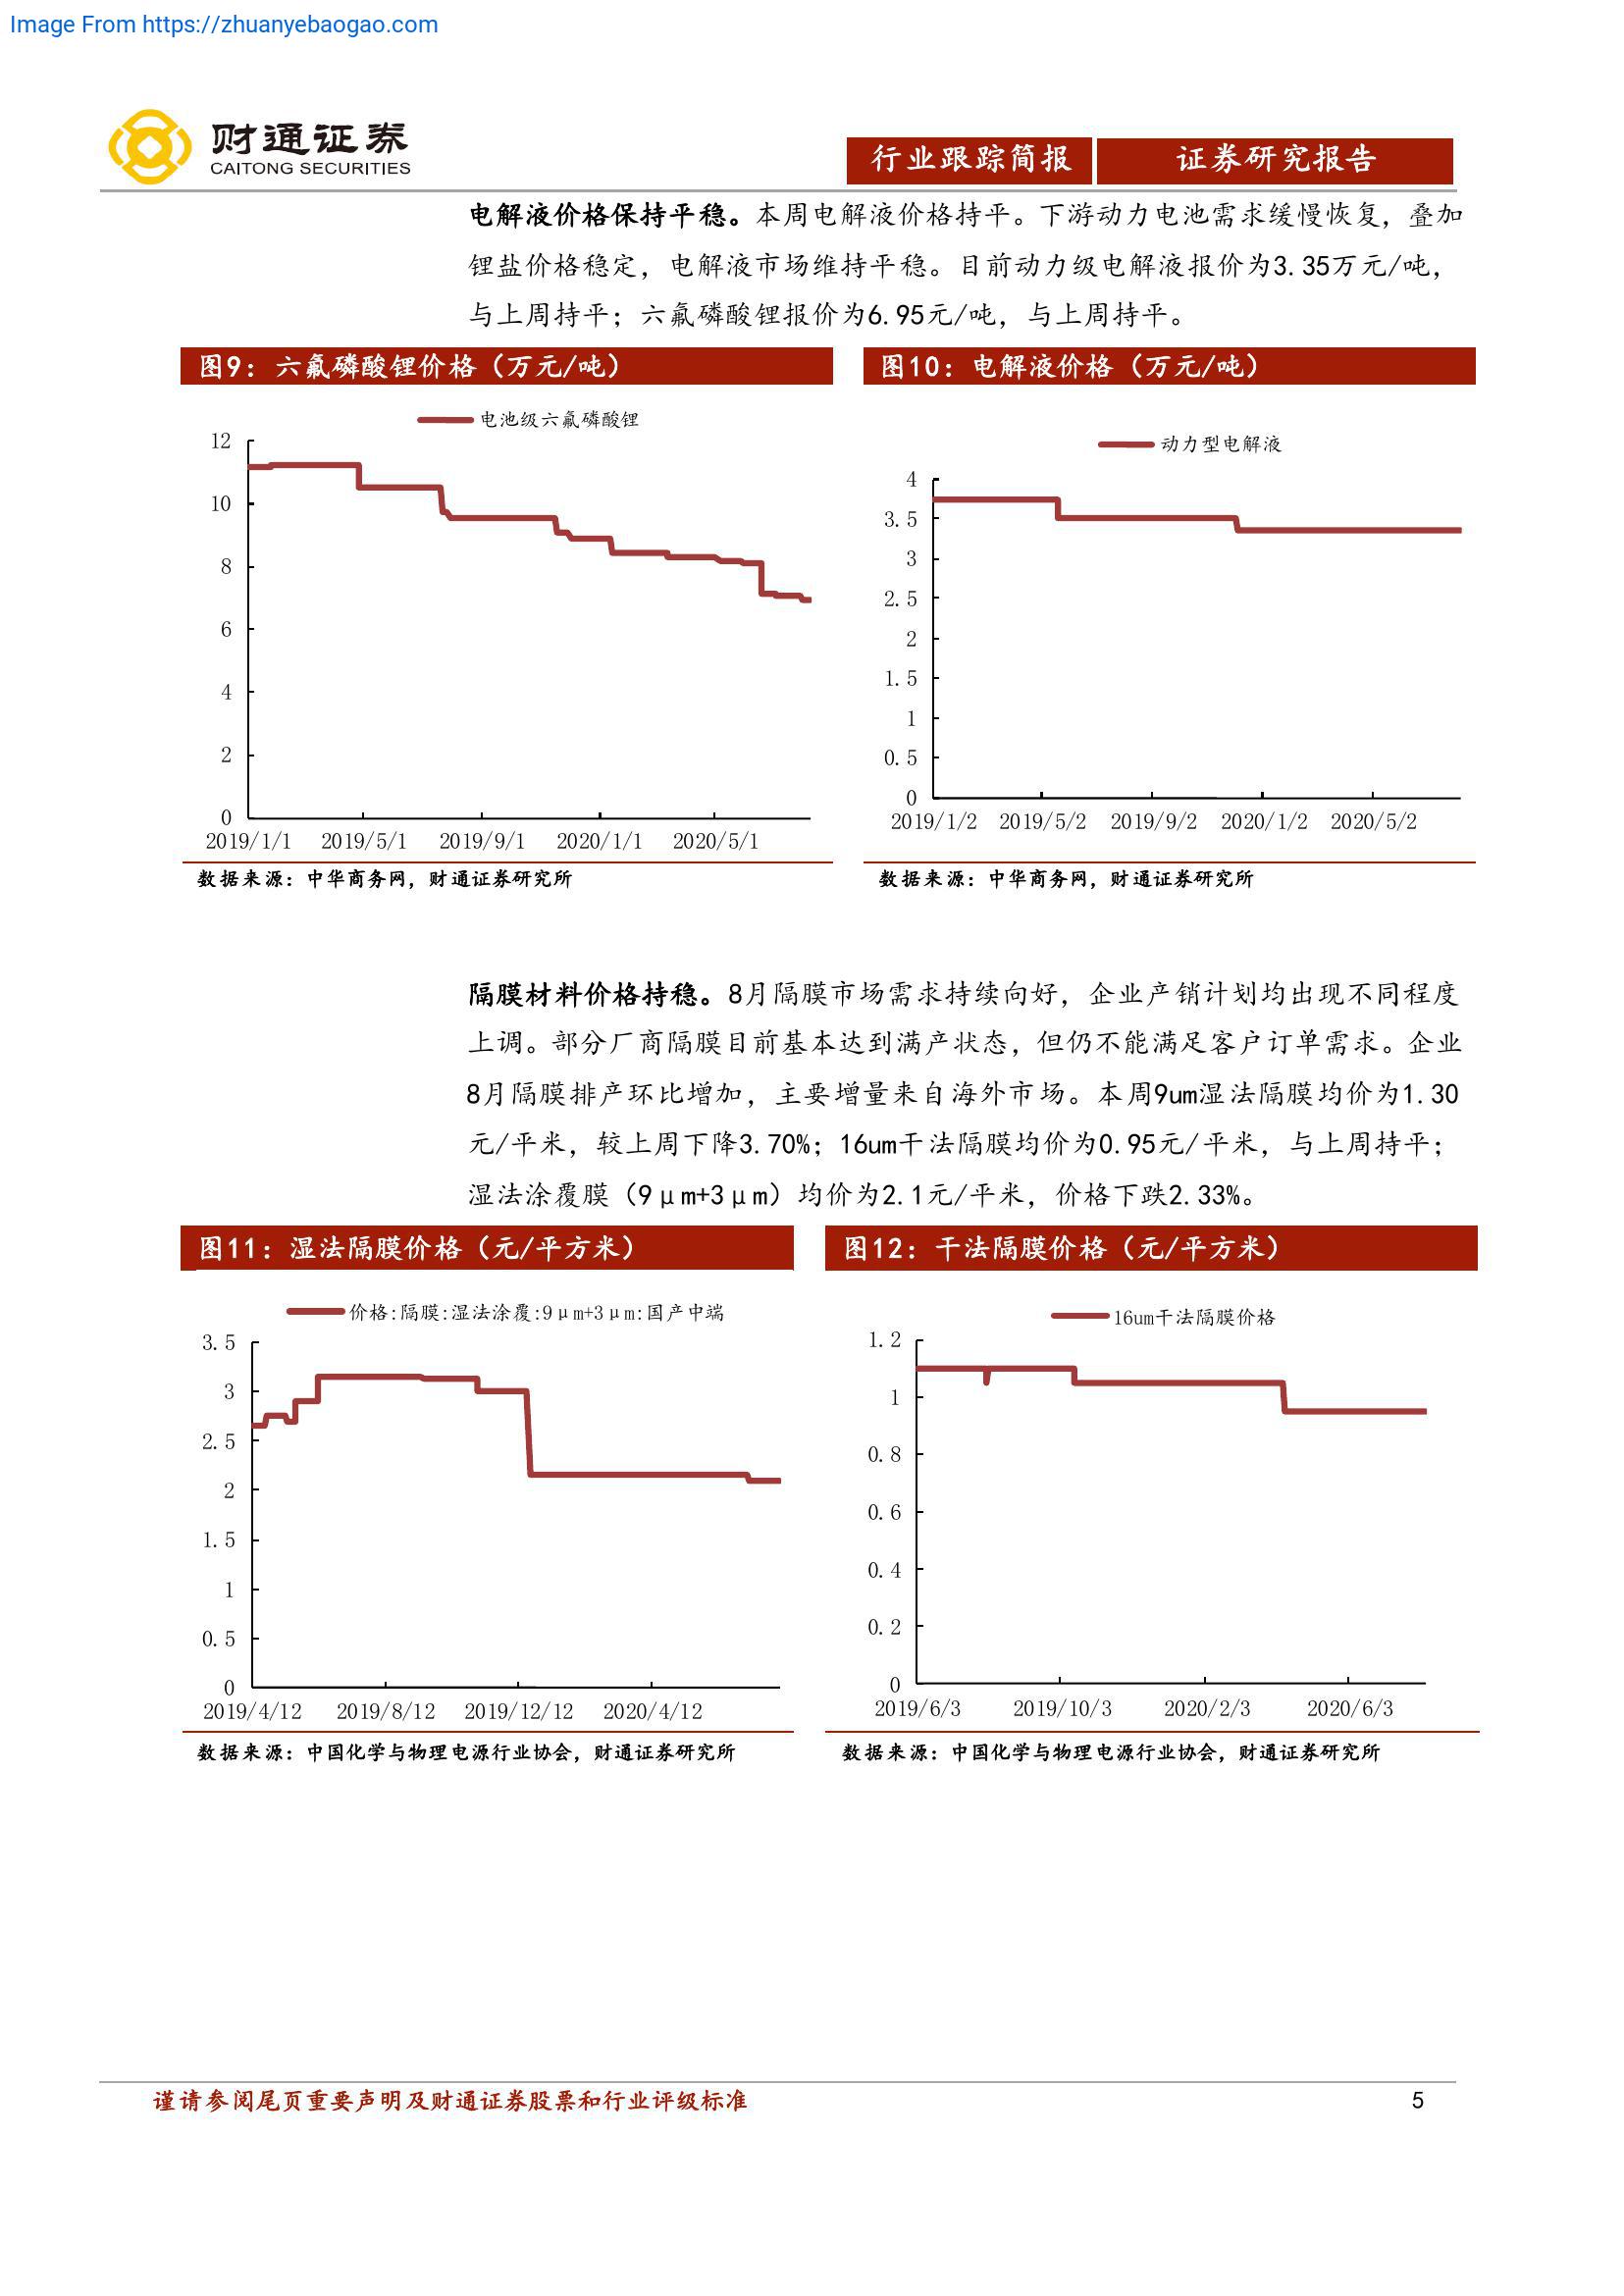 Image From https://zhuanyebaogao.com
财通证券
CAITONG SECURITIES
行业跟踪简报 证券研究报告
电解液价格保持平稳。本周电解液价格持平。下游动力电池需求缓慢恢复，叠加
锂盐价格稳定，电解液市场维持平稳。目前动力级电解液报价为3.35万元/吨，
与上周持平；六氟磷酸锂报价为6.95元/吨，与上周持平。
图9：六氟磷酸锂价格（万元/吨）
电池级六氟磷酸锂
12
10
8
6
4
2
0
2019/1/1 2019/5/1 2019/9/1 2020/1/1 2020/5/1
数据来源：中华商务网，财通证券研究所
图10：电解液价格（万元/吨）
动力型电解液
4
3.5
3
2.5
2
1.5
1
0.5
0
2019/1/2 2019/5/2 2019/9/2 2020/1/2 2020/5/2
数据来源：中华商务网，财通证券研究所
隔膜材料价格持稳。8月隔膜市场需求持续向好，企业产销计划均出现不同程度
上调。部分厂商隔膜目前基本达到满产状态，但仍不能满足客户订单需求。企业
8月隔膜排产环比增加，主要增量来自海外市场。本周9um湿法隔膜均价为1.30
元/平米，较上周下降3.70%；16um干法隔膜均价为0.95元/平米，与上周持平；
湿法涂覆膜（9μm+3μm）均价为2.1元/平米，价格下跌2.33%。
图11：湿法隔膜价格（元/平方米）
价格:隔膜:湿法涂覆:9μm+3μm:国产中端
3.5
3
2.5
2
1.5
1
0.5
0
2019/4/12 2019/8/12 2019/12/12 2020/4/12
数据来源：中国化学与物理电源行业协会，财通证券研究所
图12：干法隔膜价格（元/平方米）
16um干法隔膜价格
1.2
1
0.8
0.6
0.4
0.2
0
2019/6/3 2019/10/3 2020/2/3 2020/6/3
数据来源：中国化学与物理电源行业协会，财通证券研究所
谨请参阅尾页重要声明及财通证券股票和行业评级标准 5